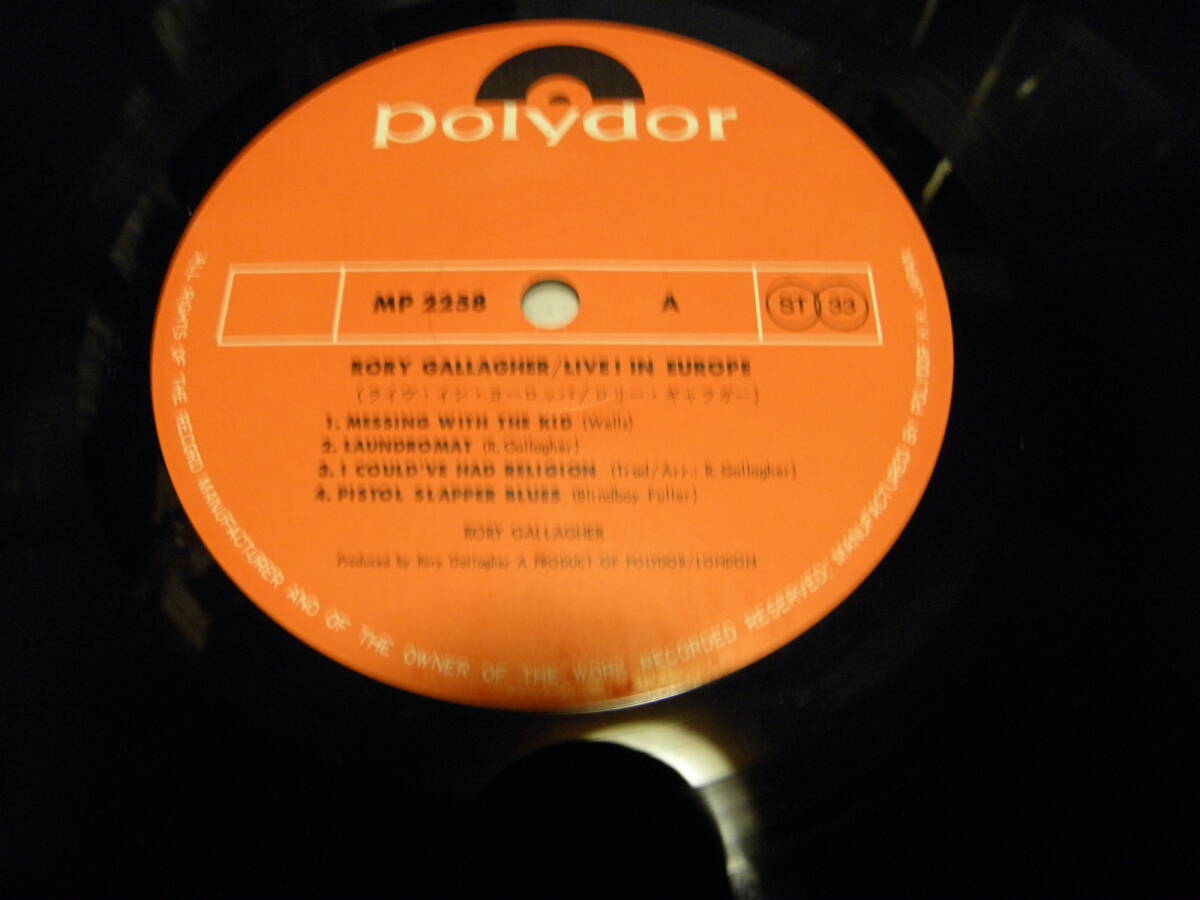 polydor
MP 2258 A ST 33
RORY GALLAGHER/LIVE! IN EUROPE
(ライヴ・イン・ヨーロッパ/ロリー・ギャラガー)
1. MESSING WITH THE KID (Wells)
2. LAUNDROMAT (R. Gallagher)
3. I COULD'VE HAD RELIGION (Trad/Arr.: R. Gallagher)
4. PISTOL SLAPPER BLUES (Blindboy Fuller)
RORY GALLAGHER
Produced by Rory Gallagher A PRODUCT OF POLYDOR/LONDON
ALL RIGHTS OF THE RECORD MANUFACTURER AND OF THE OWNER OF THE WORK RECORDED RESERVED; MANUFACTURED BY POLYDOR K.K. JAPAN